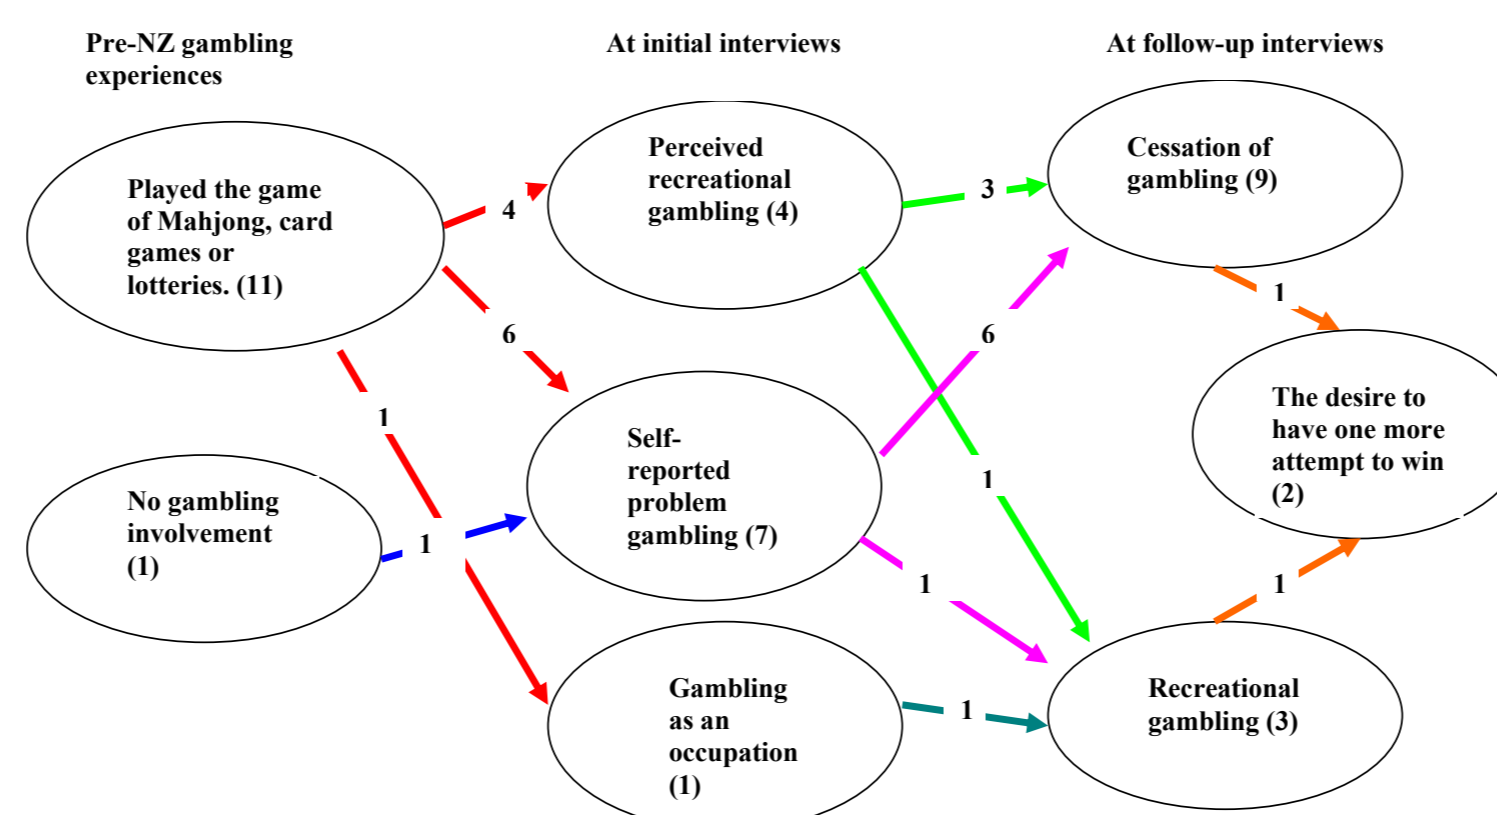 Pre-NZ gambling
experiences
At initial interviews
At follow-up interviews
Played the game
of Mahjong, card
games or
lotteries. (11)
Perceived
recreational
gambling (4)
Cessation of
gambling (9)
4
3
6
6
1
1
1
The desire to
have one more
attempt to win
(2)
No gambling
involvement
(1)
1
Self-
reported
problem
gambling (7)
1
1
Gambling
as an
occupation
(1)
1
Recreational
gambling (3)